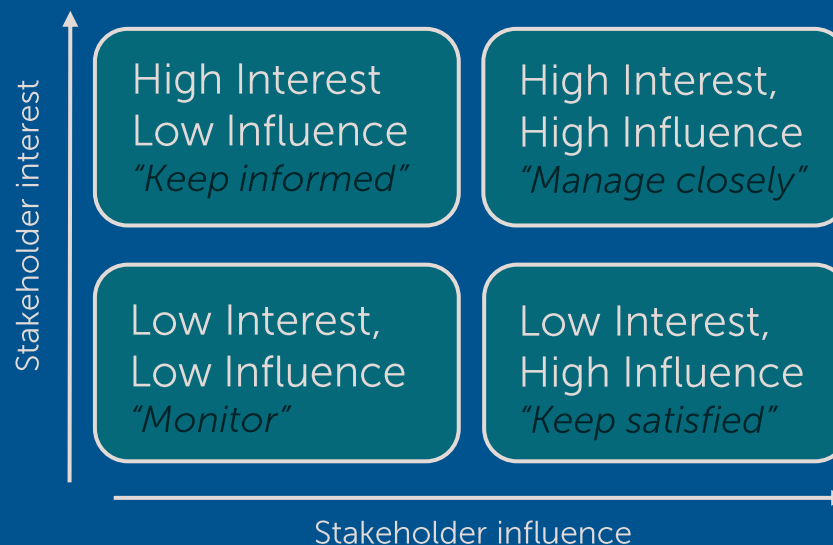 Stakeholder interest
High Interest
Low Influence
“Keep informed”
High Interest,
High Influence
“Manage closely”
Low Interest,
Low Influence
“Monitor”
Low Interest,
High Influence
“Keep satisfied”
Stakeholder influence